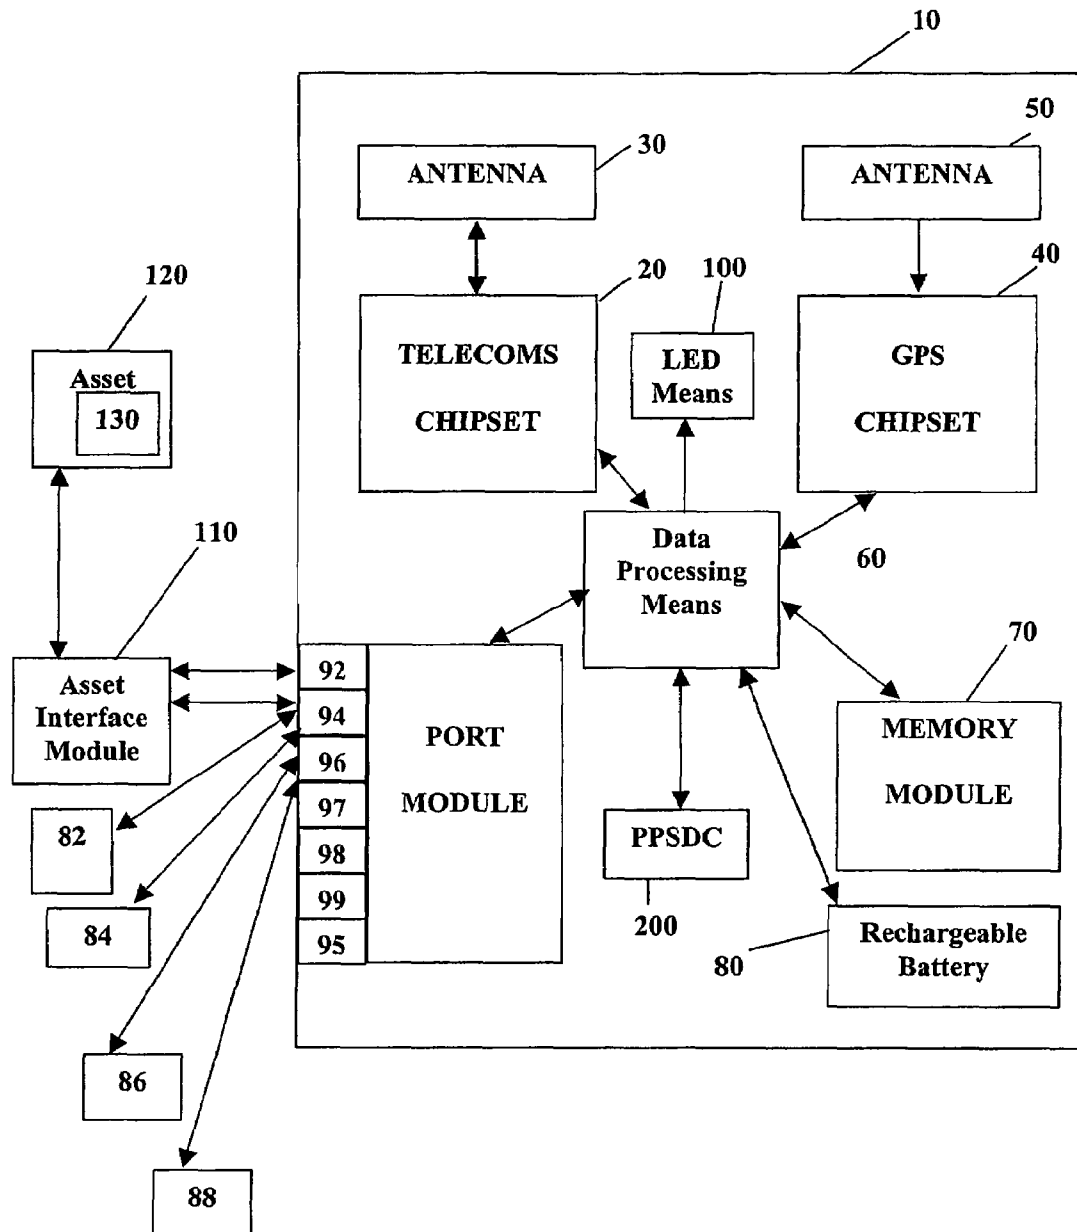 10
30
50
ANTENNA
ANTENNA
120
20
100
40
Asset
130
TELECOMS
CHIPSET
LED
Means
GPS
CHIPSET
110
Data
Processing
Means
60
70
Asset
Interface
Module
92
94
96
97
98
99
95
PORT
MODULE
MEMORY
MODULE
82
PPSDC
84
200
80
Rechargeable
Battery
86
88